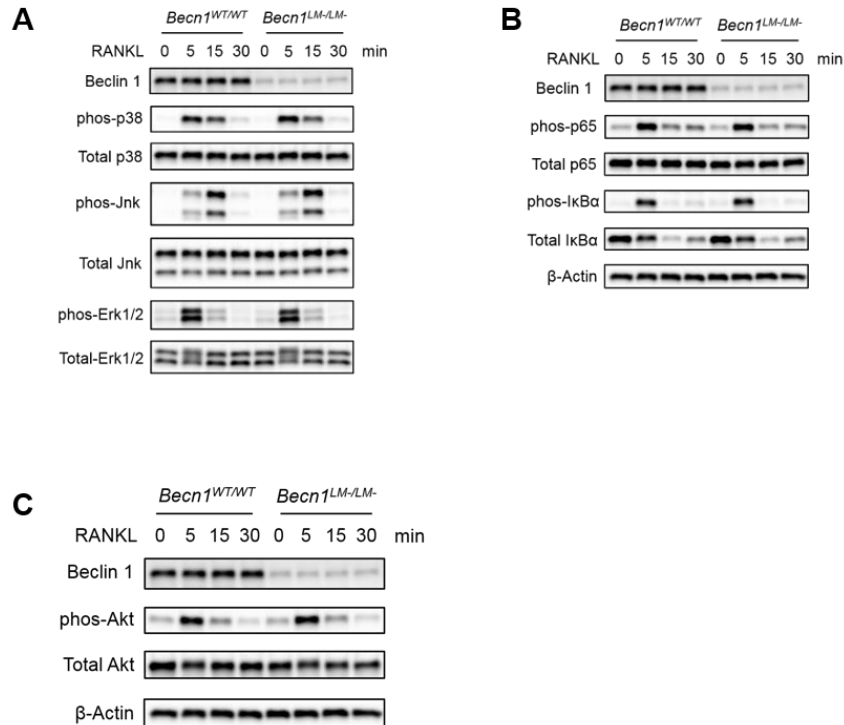 A
Becn1WT/WT Becn1LM-/LM-
RANKL 0 5 15 30 0 5 15 30 min
Beclin 1
phos-p38
Total p38
phos-Jnk
Total Jnk
phos-Erk1/2
Total-Erk1/2
B
Becn1WT/WT Becn1LM-/LM-
RANKL 0 5 15 30 0 5 15 30 min
Beclin 1
phos-p65
Total p65
phos-IκBα
Total IκBα
β-Actin
C
Becn1WT/WT Becn1LM-/LM-
RANKL 0 5 15 30 0 5 15 30 min
Beclin 1
phos-Akt
Total Akt
β-Actin